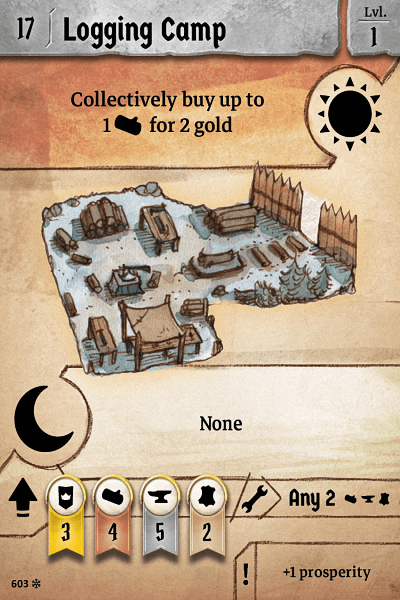 17 Logging Camp
Lvl.
1
Collectively buy up to
1 for 2 gold
None
3 4 5 2 Any 2
+1 prosperity
!
603